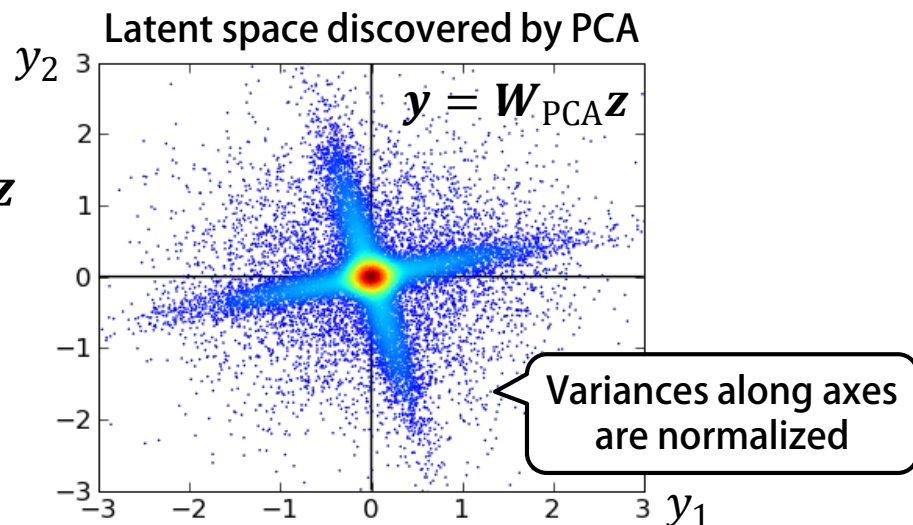 Latent space discovered by PCA
y₂
3
y = W_PCA z
2
z
1
0
−1
Variances along axes
are normalized
−2
−3
−3 −2 −1 0 1 2 3
y₁